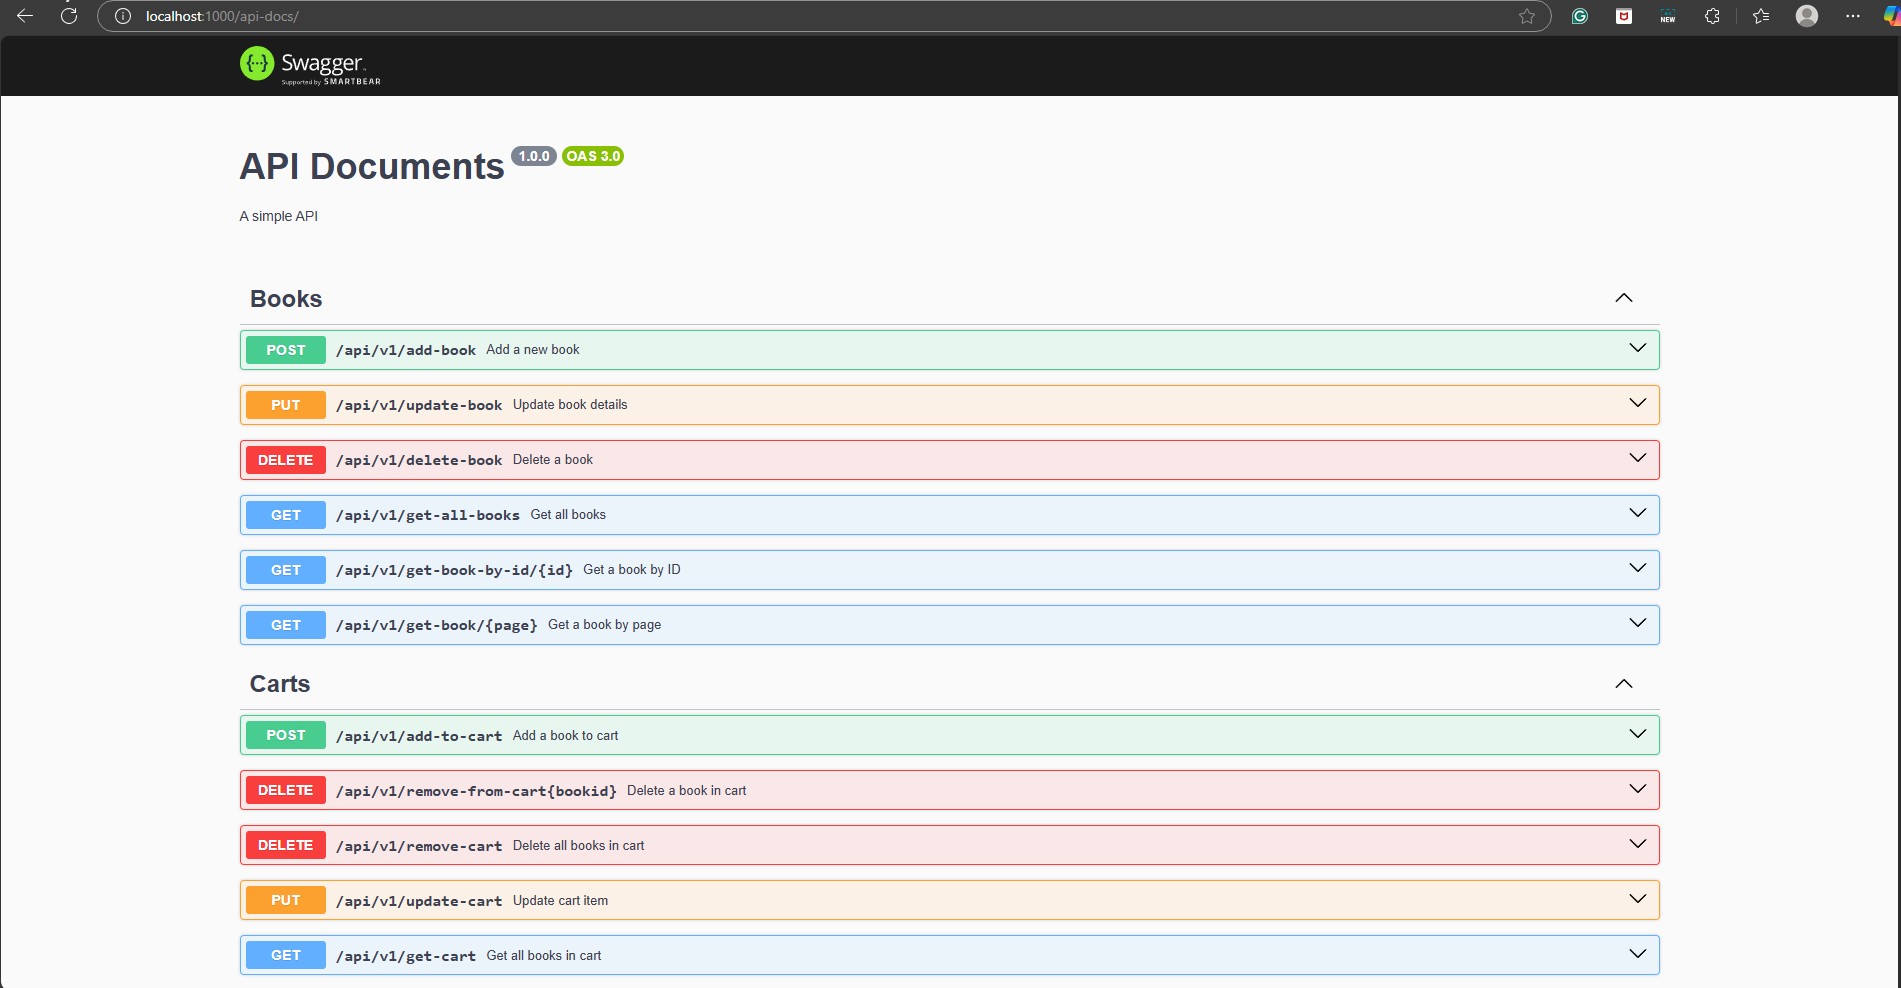 localhost:1000/api-docs/
NEW
{...} Swagger™
Supported by SMARTBEAR
API Documents 1.0.0 OAS 3.0
A simple API
Books
POST /api/v1/add-book Add a new book
PUT /api/v1/update-book Update book details
DELETE /api/v1/delete-book Delete a book
GET /api/v1/get-all-books Get all books
GET /api/v1/get-book-by-id/{id} Get a book by ID
GET /api/v1/get-book/{page} Get a book by page
Carts
POST /api/v1/add-to-cart Add a book to cart
DELETE /api/v1/remove-from-cart{bookid} Delete a book in cart
DELETE /api/v1/remove-cart Delete all books in cart
PUT /api/v1/update-cart Update cart item
GET /api/v1/get-cart Get all books in cart